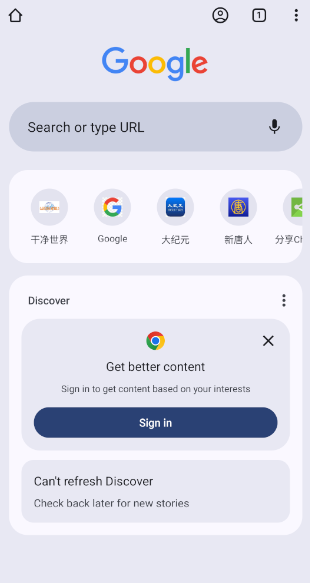 1
Google
Search or type URL
干净世界
Google
大纪元
新唐人
分享Ch
Discover
Get better content
Sign in to get content based on your interests
Sign in
Can't refresh Discover
Check back later for new stories